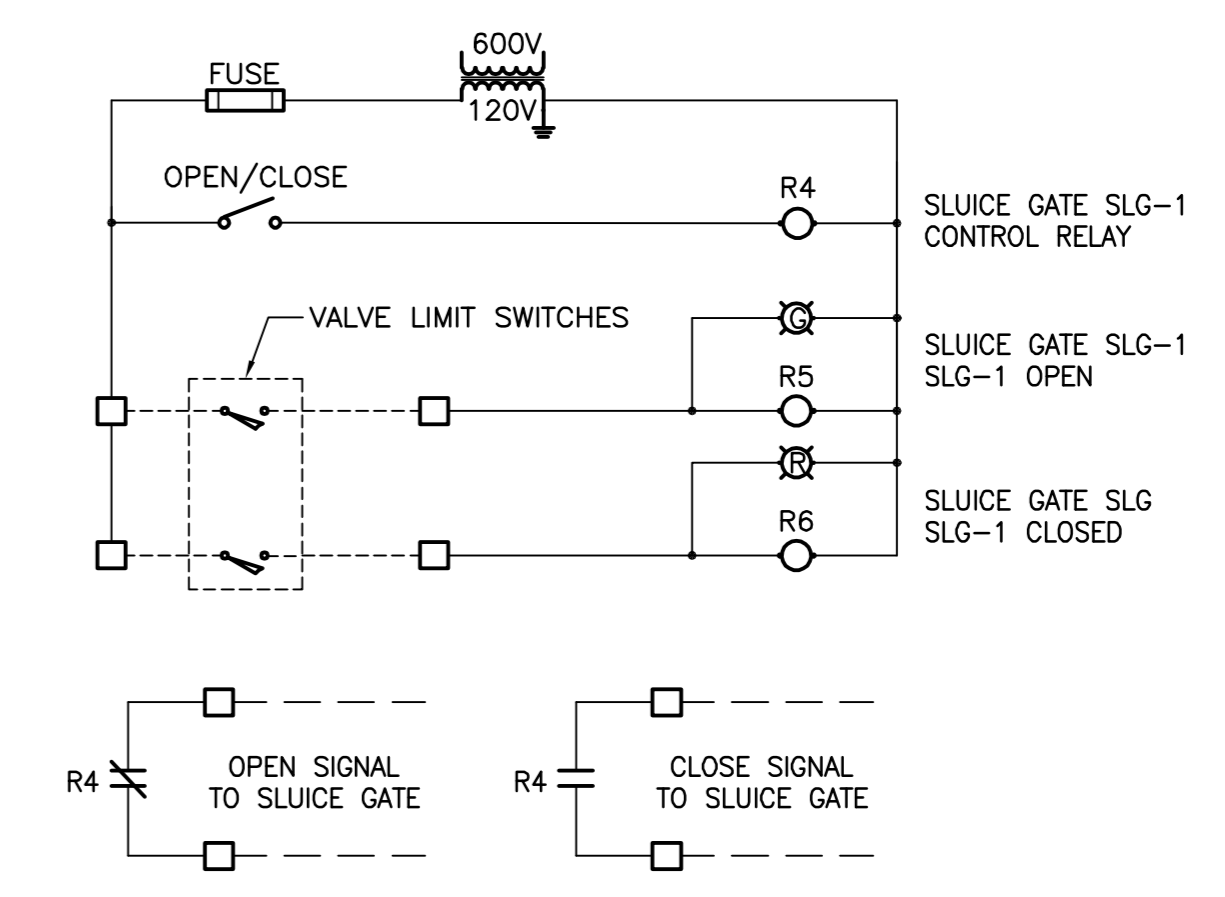 600V
FUSE
120V
OPEN/CLOSE
R4
SLUICE GATE SLG-1
CONTROL RELAY
VALVE LIMIT SWITCHES
G
SLUICE GATE SLG-1
SLG-1 OPEN
R5
R
SLUICE GATE SLG
SLG-1 CLOSED
R6
R4
OPEN SIGNAL
TO SLUICE GATE
R4
CLOSE SIGNAL
TO SLUICE GATE